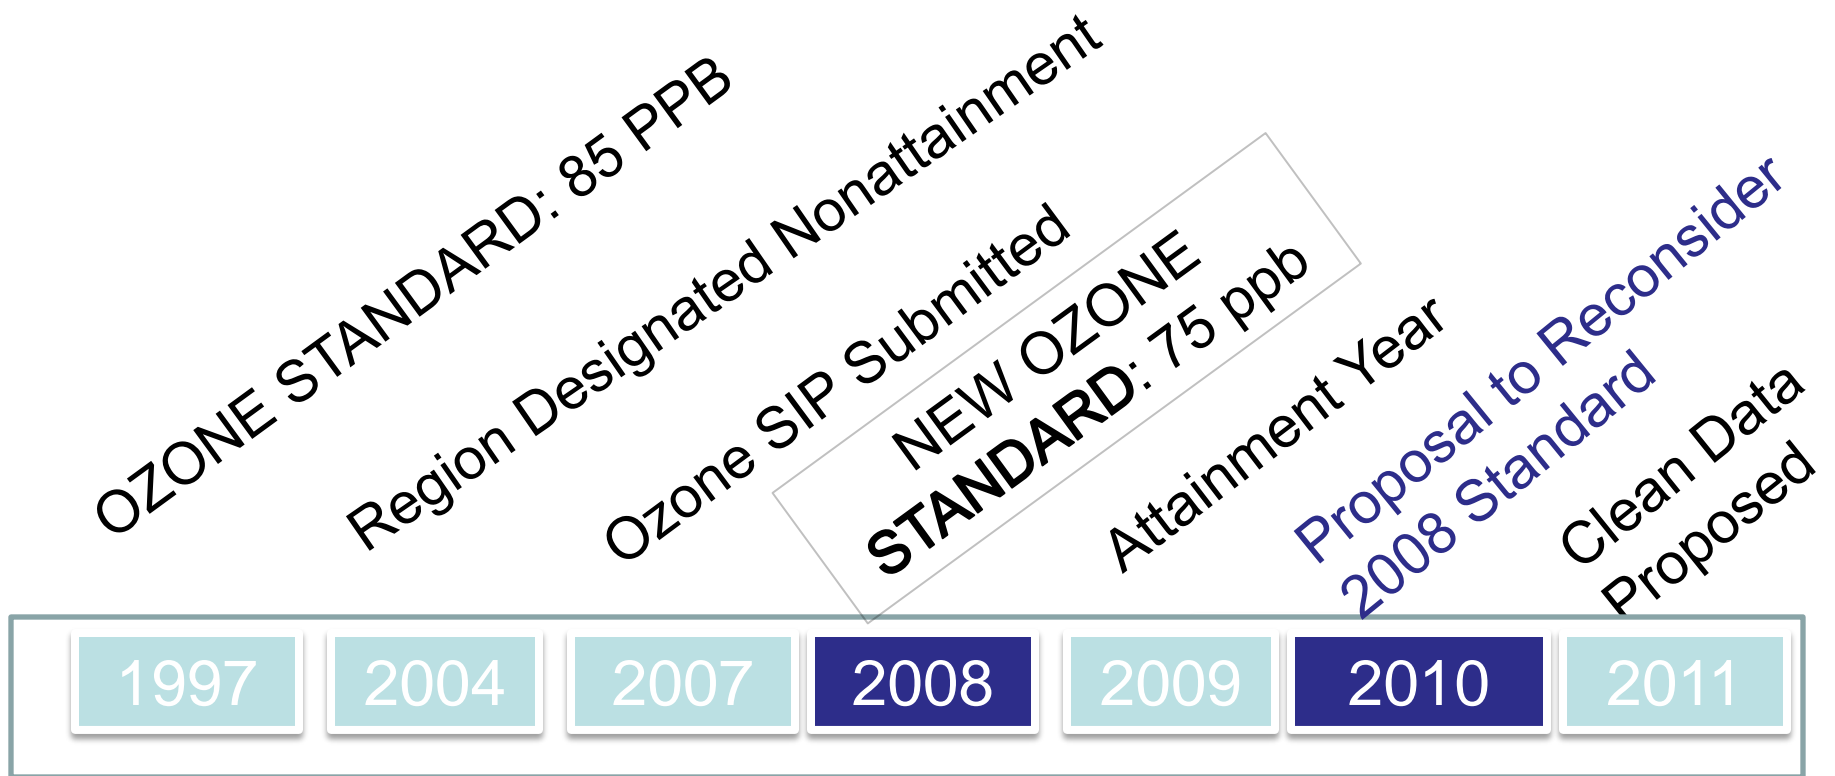 OZONE STANDARD: 85 PPB
Region Designated Nonattainment
Ozone SIP Submitted
NEW OZONE
STANDARD: 75 ppb
Attainment Year
Proposal to Reconsider
2008 Standard
Clean Data
Proposed
1997
2004
2007
2008
2009
2010
2011